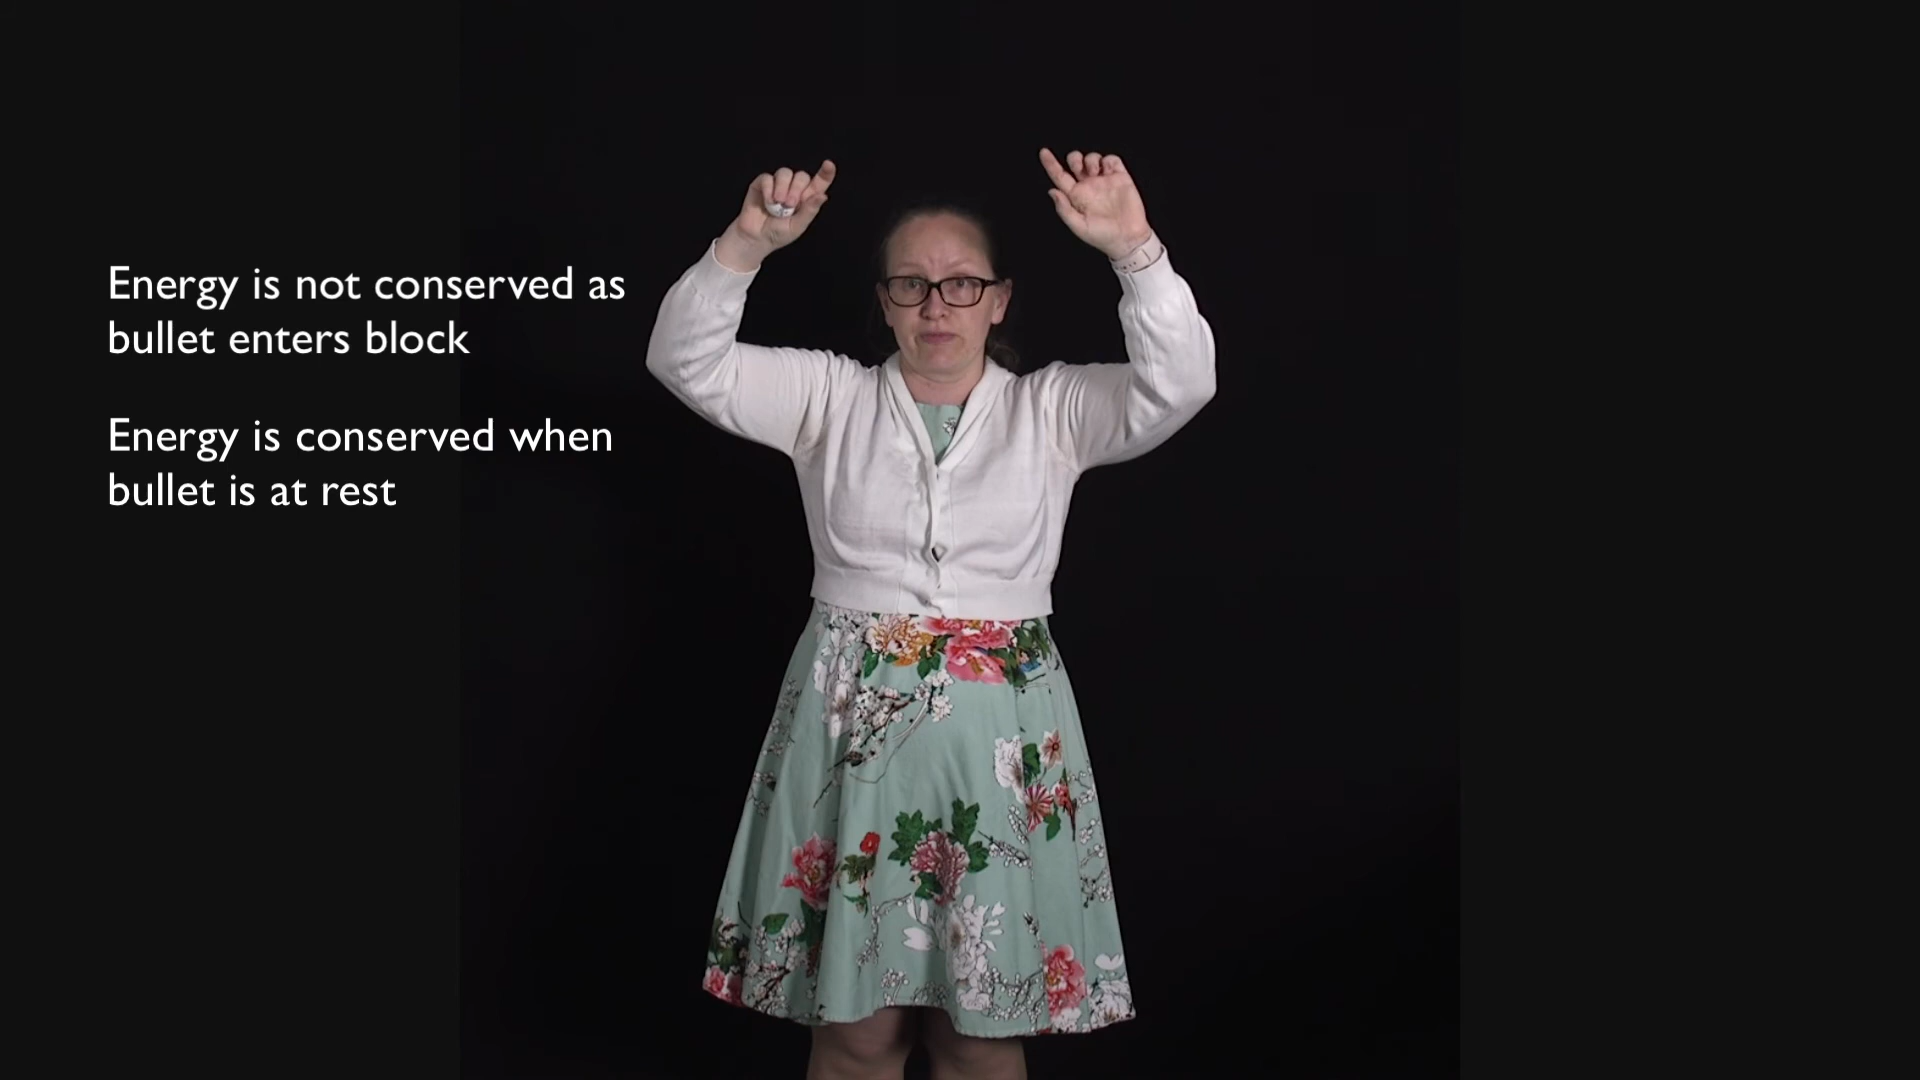 Energy is not conserved as
bullet enters block
Energy is conserved when
bullet is at rest